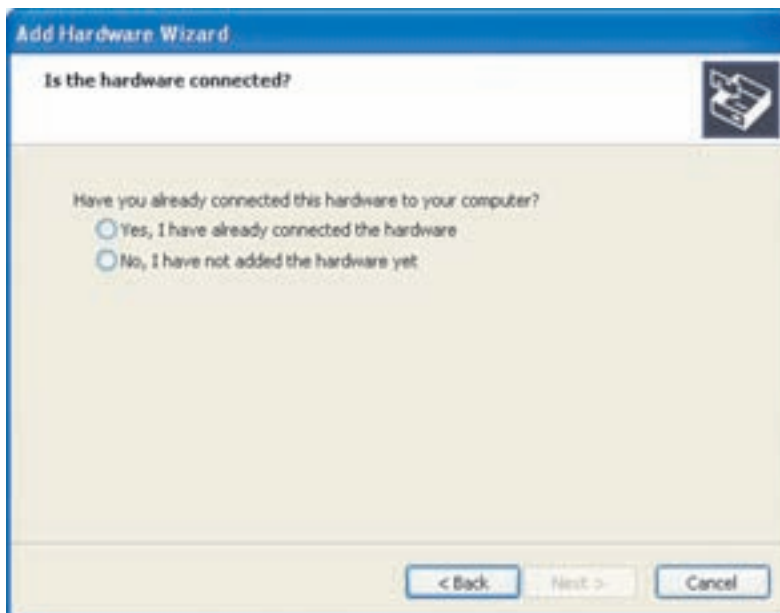 Add Hardware Wizard
Is the hardware connected?
Have you already connected this hardware to your computer?
Yes, I have already connected the hardware
No, I have not added the hardware yet
< Back Next > Cancel